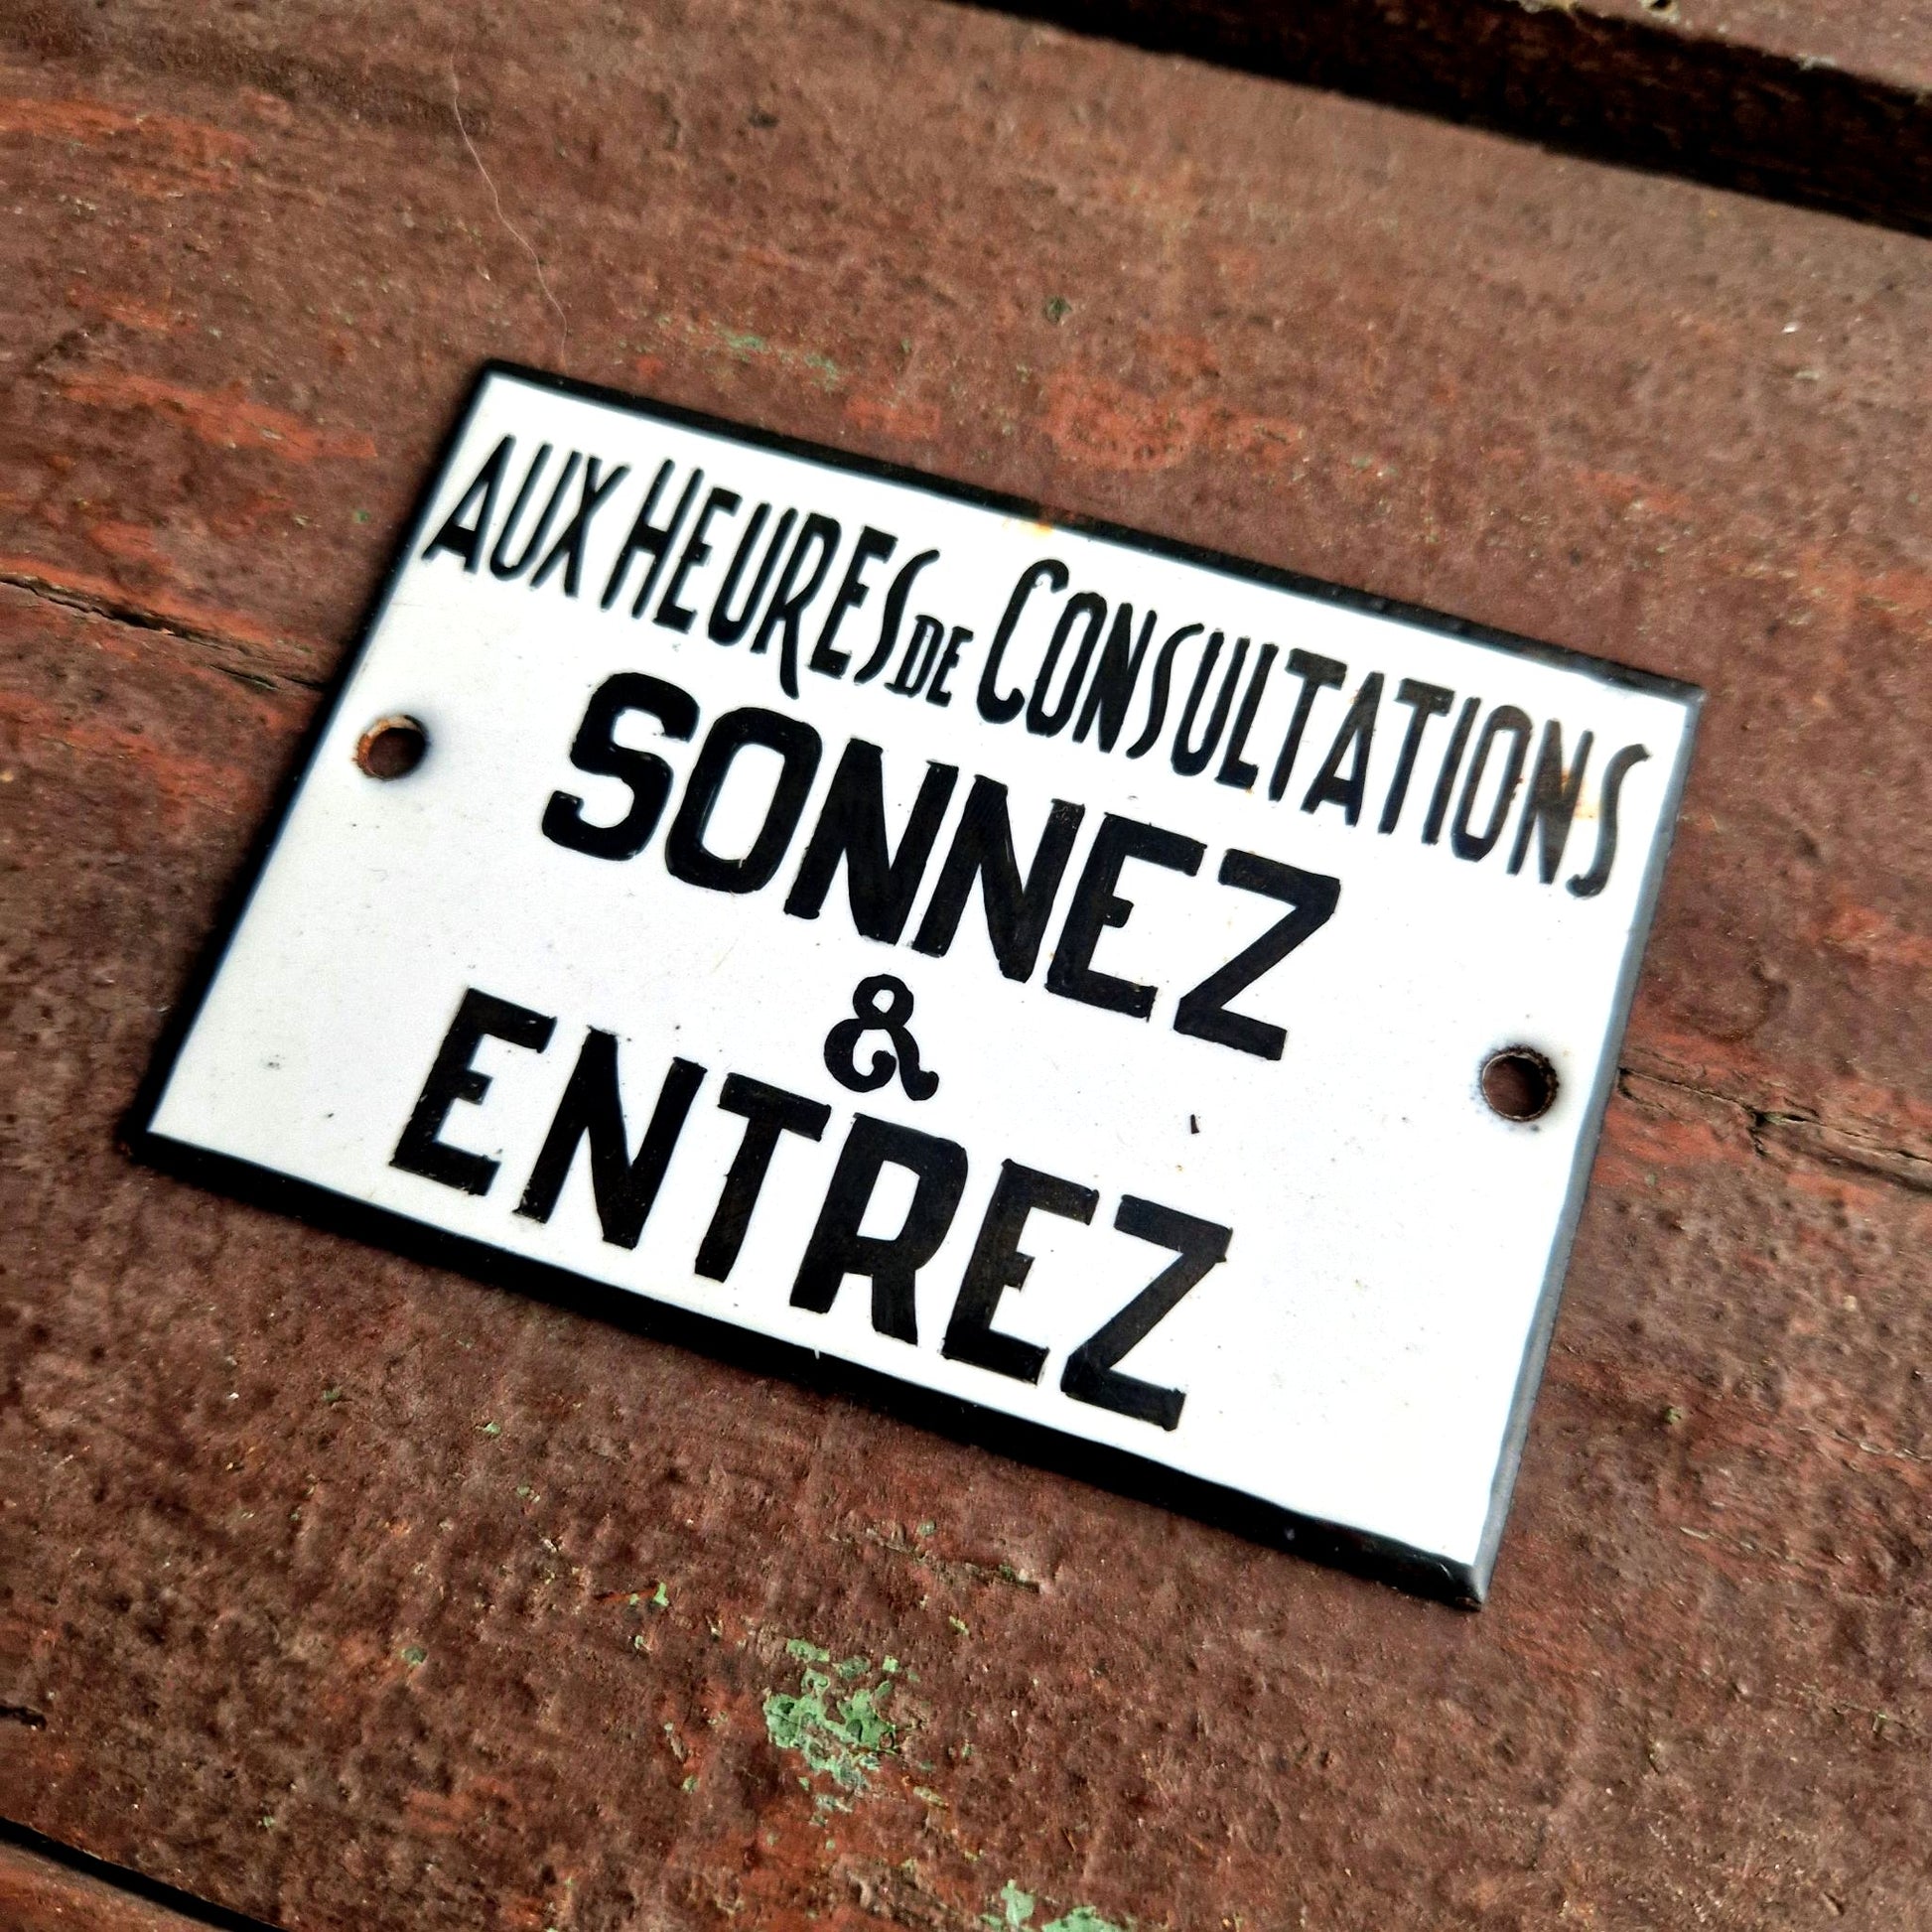 AUX HEURES DE CONSULTATIONS
SONNEZ
&
ENTREZ